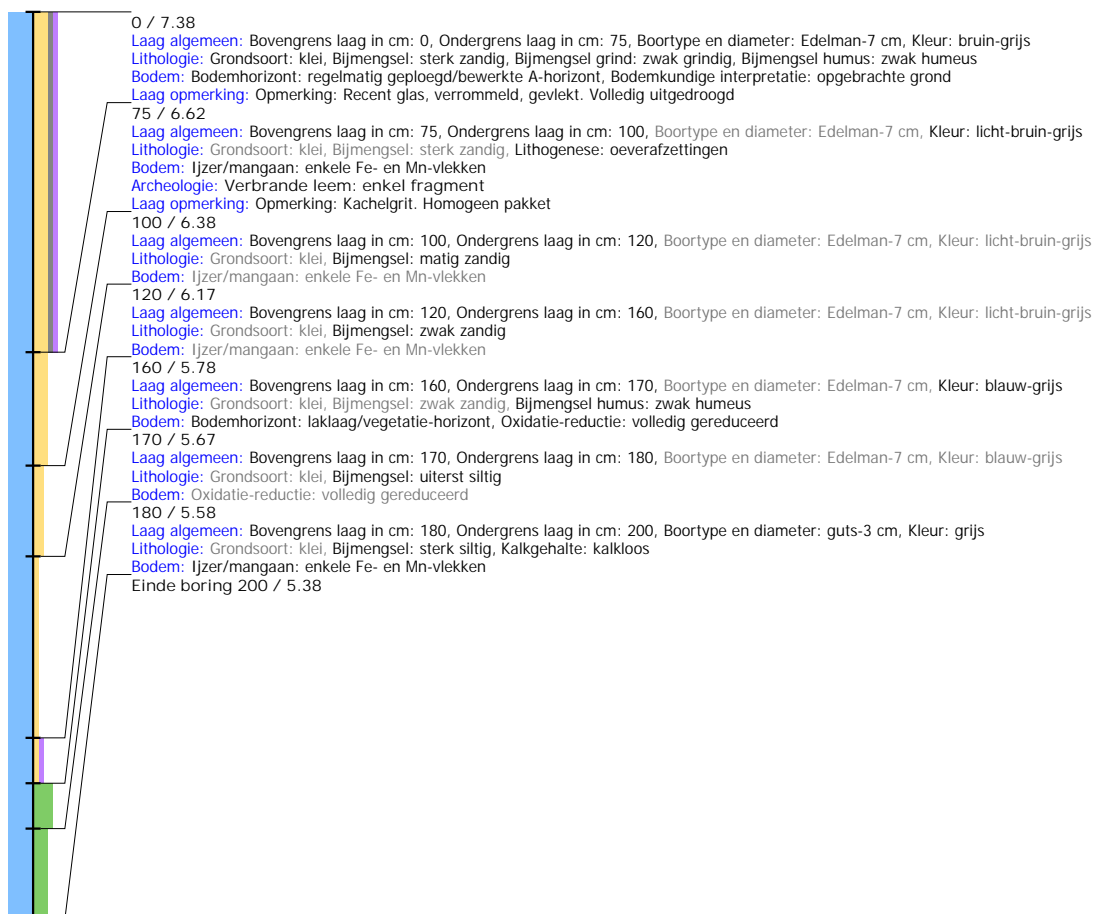 0 / 7.38
Laag algemeen: Bovengrens laag in cm: 0, Ondergrens laag in cm: 75, Boortype en diameter: Edelman-7 cm, Kleur: bruin-grijs
Lithologie: Grondsoort: klei, Bijmengsel: sterk zandig, Bijmengsel grind: zwak grindig, Bijmengsel humus: zwak humeus
Bodem: Bodemhorizont: regelmatig geploegd/bewerkte A-horizont, Bodemkundige interpretatie: opgebrachte grond
Laag opmerking: Opmerking: Recent glas, verrommeld, gevlekt. Volledig uitgedroogd
75 / 6.62
Laag algemeen: Bovengrens laag in cm: 75, Ondergrens laag in cm: 100, Boortype en diameter: Edelman-7 cm, Kleur: licht-bruin-grijs
Lithologie: Grondsoort: klei, Bijmengsel: sterk zandig, Lithogenese: oeverafzettingen
Bodem: Ijzer/mangaan: enkele Fe- en Mn-vlekken
Archeologie: Verbrande leem: enkel fragment
Laag opmerking: Opmerking: Kachelgrit. Homogeen pakket
100 / 6.38
Laag algemeen: Bovengrens laag in cm: 100, Ondergrens laag in cm: 120, Boortype en diameter: Edelman-7 cm, Kleur: licht-bruin-grijs
Lithologie: Grondsoort: klei, Bijmengsel: matig zandig
Bodem: Ijzer/mangaan: enkele Fe- en Mn-vlekken
120 / 6.17
Laag algemeen: Bovengrens laag in cm: 120, Ondergrens laag in cm: 160, Boortype en diameter: Edelman-7 cm, Kleur: licht-bruin-grijs
Lithologie: Grondsoort: klei, Bijmengsel: zwak zandig
Bodem: Ijzer/mangaan: enkele Fe- en Mn-vlekken
160 / 5.78
Laag algemeen: Bovengrens laag in cm: 160, Ondergrens laag in cm: 170, Boortype en diameter: Edelman-7 cm, Kleur: blauw-grijs
Lithologie: Grondsoort: klei, Bijmengsel: zwak zandig, Bijmengsel humus: zwak humeus
Bodem: Bodemhorizont: laklaag/vegetatie-horizont, Oxidatie-reductie: volledig gereduceerd
170 / 5.67
Laag algemeen: Bovengrens laag in cm: 170, Ondergrens laag in cm: 180, Boortype en diameter: Edelman-7 cm, Kleur: blauw-grijs
Lithologie: Grondsoort: klei, Bijmengsel: uiterst siltig
Bodem: Oxidatie-reductie: volledig gereduceerd
180 / 5.58
Laag algemeen: Bovengrens laag in cm: 180, Ondergrens laag in cm: 200, Boortype en diameter: guts-3 cm, Kleur: grijs
Lithologie: Grondsoort: klei, Bijmengsel: sterk siltig, Kalkgehalte: kalkloos
Bodem: Ijzer/mangaan: enkele Fe- en Mn-vlekken
Einde boring 200 / 5.38